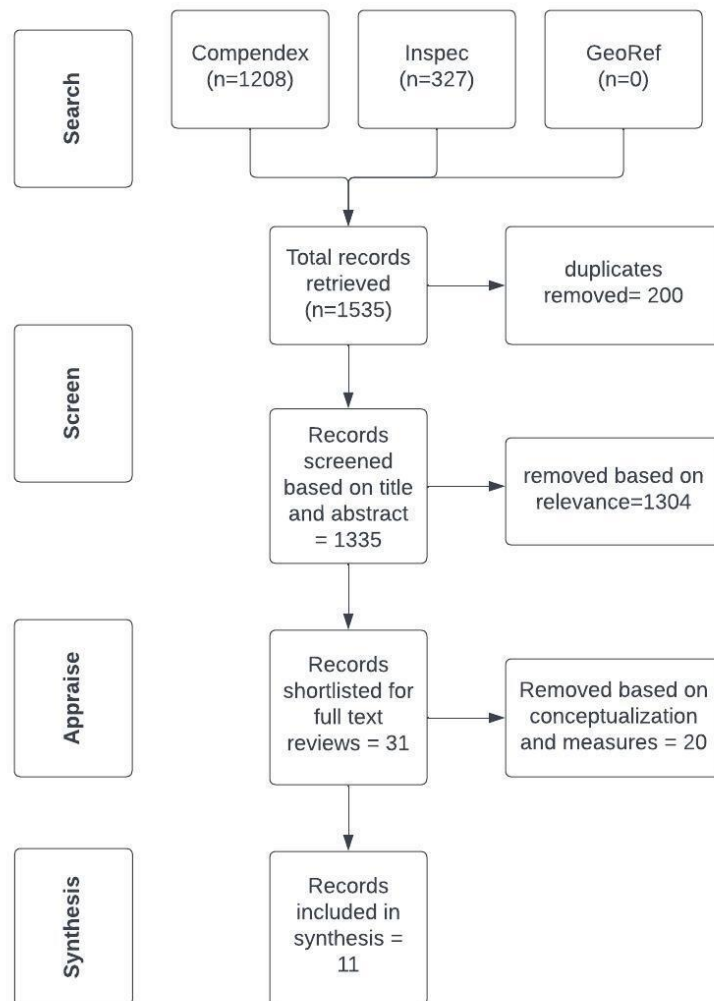 Search
Compendex
(n=1208)
Inspec
(n=327)
GeoRef
(n=0)
Total records
retrieved
(n=1535)
duplicates
removed= 200
Screen
Records
screened
based on title
and abstract
= 1335
removed based on
relevance=1304
Appraise
Records
shortlisted for
full text
reviews = 31
Removed based on
conceptualization
and measures = 20
Synthesis
Records
included in
synthesis =
11